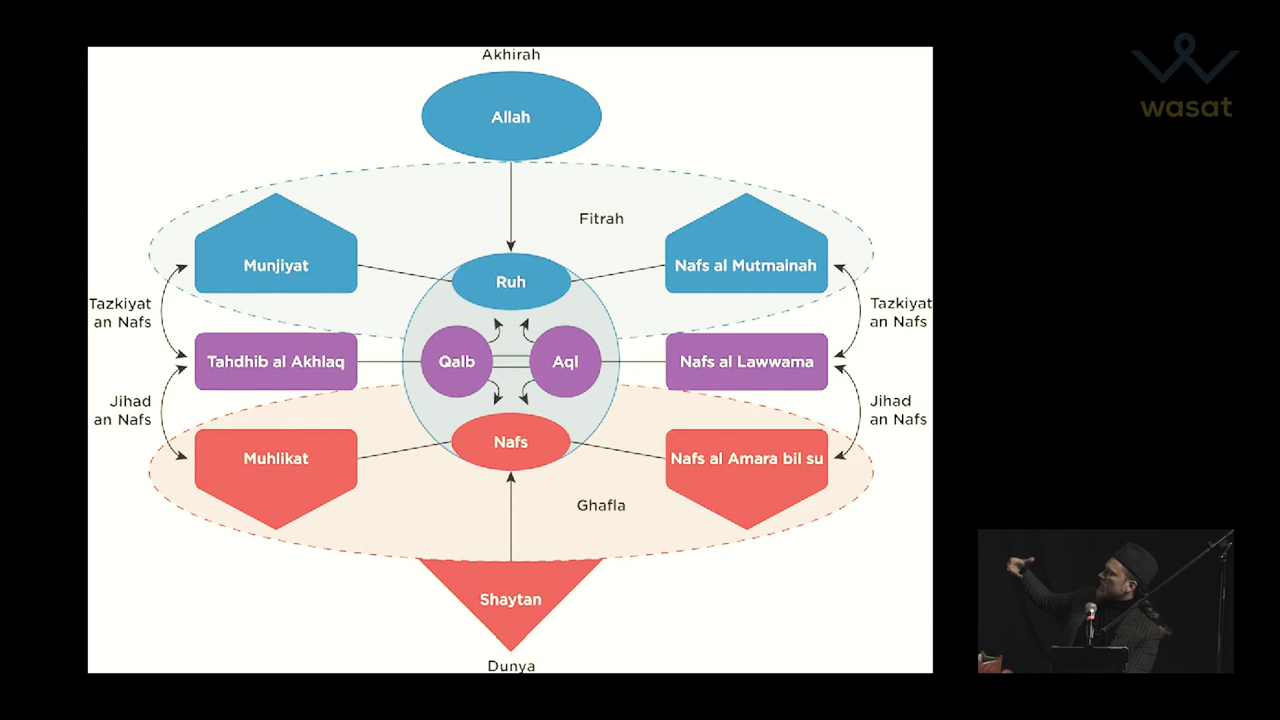 Akhirah
Allah
wasat
Fitrah
Munjiyat
Ruh
Nafs al Mutmainah
Tazkiyat
an Nafs
Tazkiyat
an Nafs
Tahdhib al Akhlaq
Qalb
Aql
Nafs al Lawwama
Jihad
an Nafs
Jihad
an Nafs
Muhlikat
Nafs
Nafs al Amara bil su
Ghafla
Shaytan
Dunya